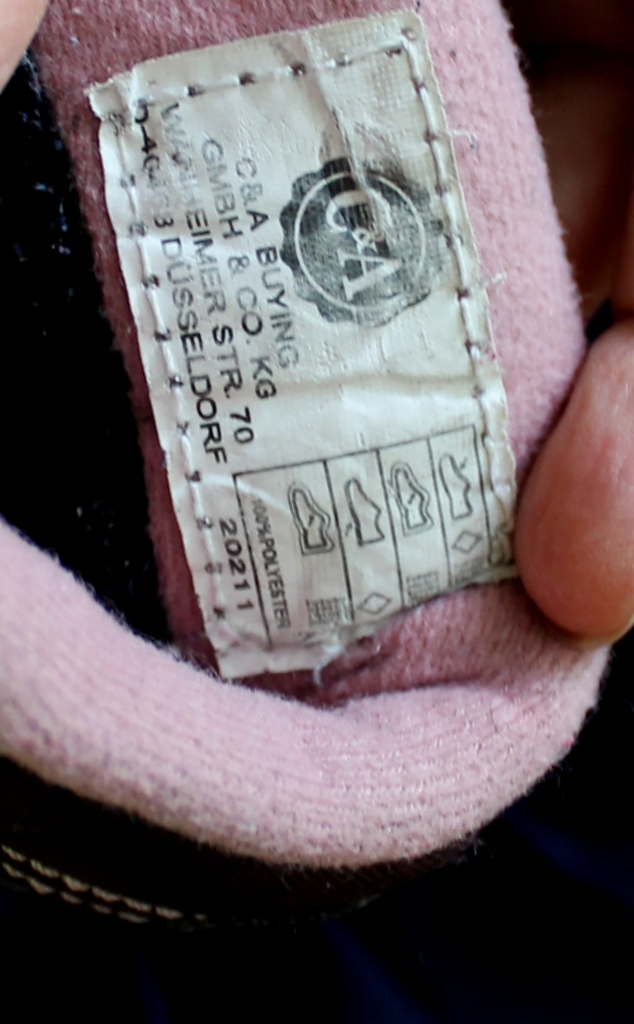 C&A
C&A BUYING
GMBH & CO. KG
WANHEIMER STR. 70
DÜSSELDORF
100%POLYESTER
20211